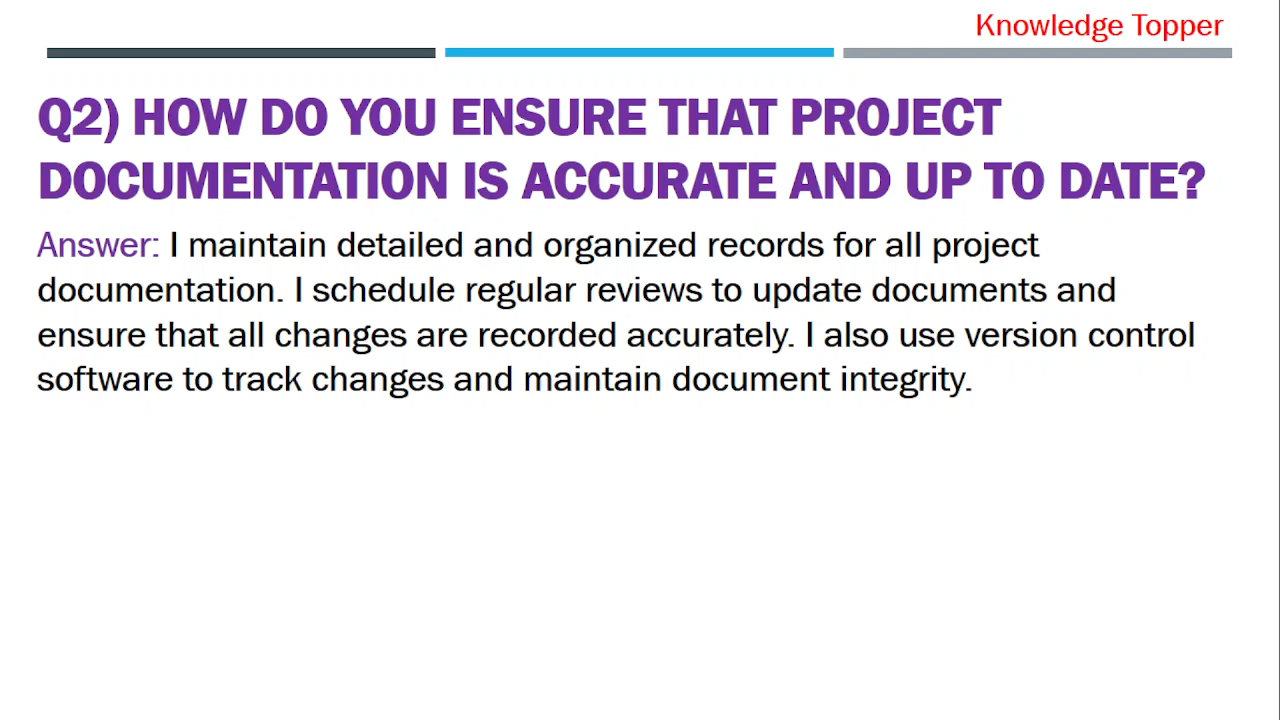 Knowledge Topper
Q2) HOW DO YOU ENSURE THAT PROJECT
DOCUMENTATION IS ACCURATE AND UP TO DATE?
Answer: I maintain detailed and organized records for all project
documentation. I schedule regular reviews to update documents and
ensure that all changes are recorded accurately. I also use version control
software to track changes and maintain document integrity.